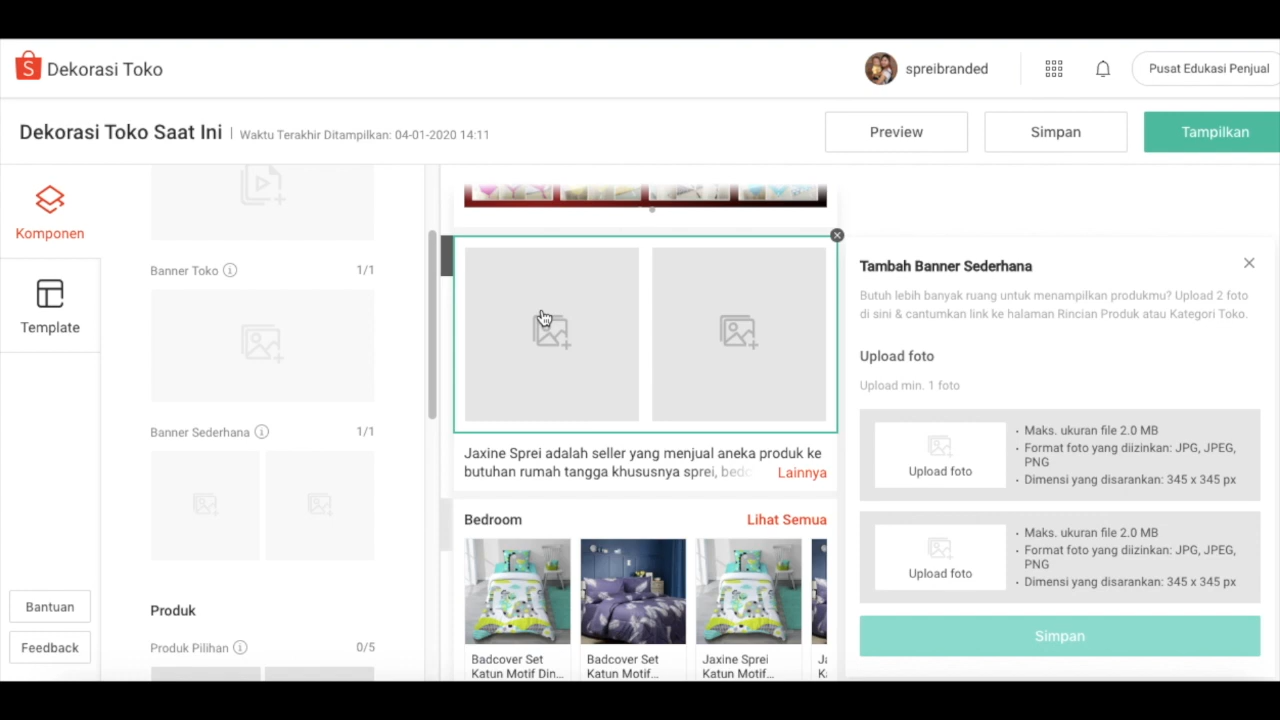 Dekorasi Toko
spreibranded
Pusat Edukasi Penjual
Dekorasi Toko Saat Ini
Waktu Terakhir Ditampilkan: 04-01-2020 14:11
Preview
Simpan
Tampilkan
Komponen
Template
Bantuan
Feedback
Banner Toko
1/1
Banner Sederhana
1/1
Produk
Produk Pilihan
0/5
Jaxine Sprei adalah seller yang menjual aneka produk ke
butuhan rumah tangga khususnya sprei, bedc
Lainnya
Bedroom
Lihat Semua
Badcover Set
Katun Motif Din...
Badcover Set
Katun Motif...
Jaxine Sprei
Katun Motif...
Tambah Banner Sederhana
Butuh lebih banyak ruang untuk menampilkan produkmu? Upload 2 foto
di sini & cantumkan link ke halaman Rincian Produk atau Kategori Toko.
Upload foto
Upload min. 1 foto
Upload foto
· Maks. ukuran file 2.0 MB
· Format foto yang diizinkan: JPG, JPEG,
PNG
· Dimensi yang disarankan: 345 x 345 px
Upload foto
· Maks. ukuran file 2.0 MB
· Format foto yang diizinkan: JPG, JPEG,
PNG
· Dimensi yang disarankan: 345 x 345 px
Simpan